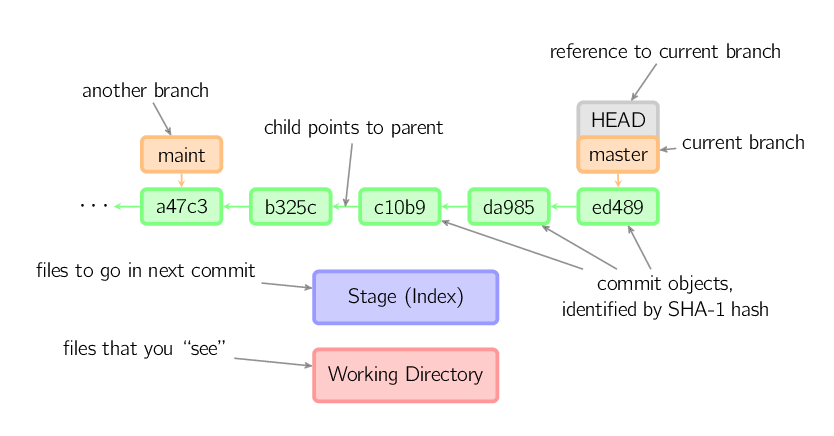 reference to current branch
another branch
HEAD
child points to parent
current branch
maint
master
··· a47c3 b325c c10b9 da985 ed489
files to go in next commit
commit objects,
Stage (Index)
identified by SHA-1 hash
files that you “see”
Working Directory